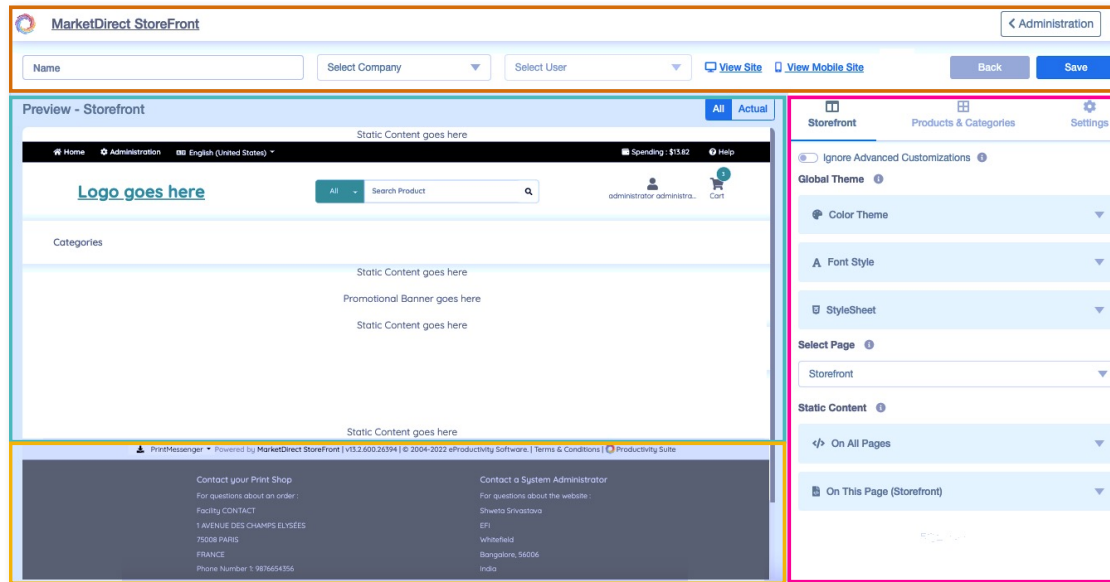 MarketDirect StoreFront
Administration
Name
Select Company
Select User
View Site
View Mobile Site
Back
Save
Preview - Storefront
All
Actual
Static Content goes here
Home
Administration
English (United States)
Spending : $13.82
Help
Logo goes here
All
Search Product
administrator administra...
3
Cart
Categories
Static Content goes here
Promotional Banner goes here
Static Content goes here
Static Content goes here
PrintMessenger Powered by MarketDirect StoreFront | v13.2.600.26394 | © 2004-2022 eProductivity Software. | Terms & Conditions | Productivity Suite
Contact your Print Shop
For questions about an order :
Facility CONTACT
1 AVENUE DES CHAMPS ELYSÉES
75008 PARIS
FRANCE
Phone Number 1: 9876654356
Contact a System Administrator
For questions about the website :
Shweta Srivastava
EFI
Whitefield
Bangalore, 56006
India
Storefront
Products & Categories
Settings
Ignore Advanced Customizations
Global Theme
Color Theme
A Font Style
StyleSheet
Select Page
Storefront
Static Content
</> On All Pages
On This Page (Storefront)